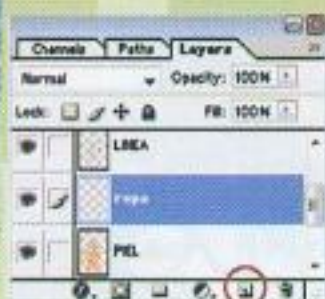 Channels Paths Layers
Normal Opacity: 100%
Lock: Fill: 100%
LINEA
ropa
PIEL